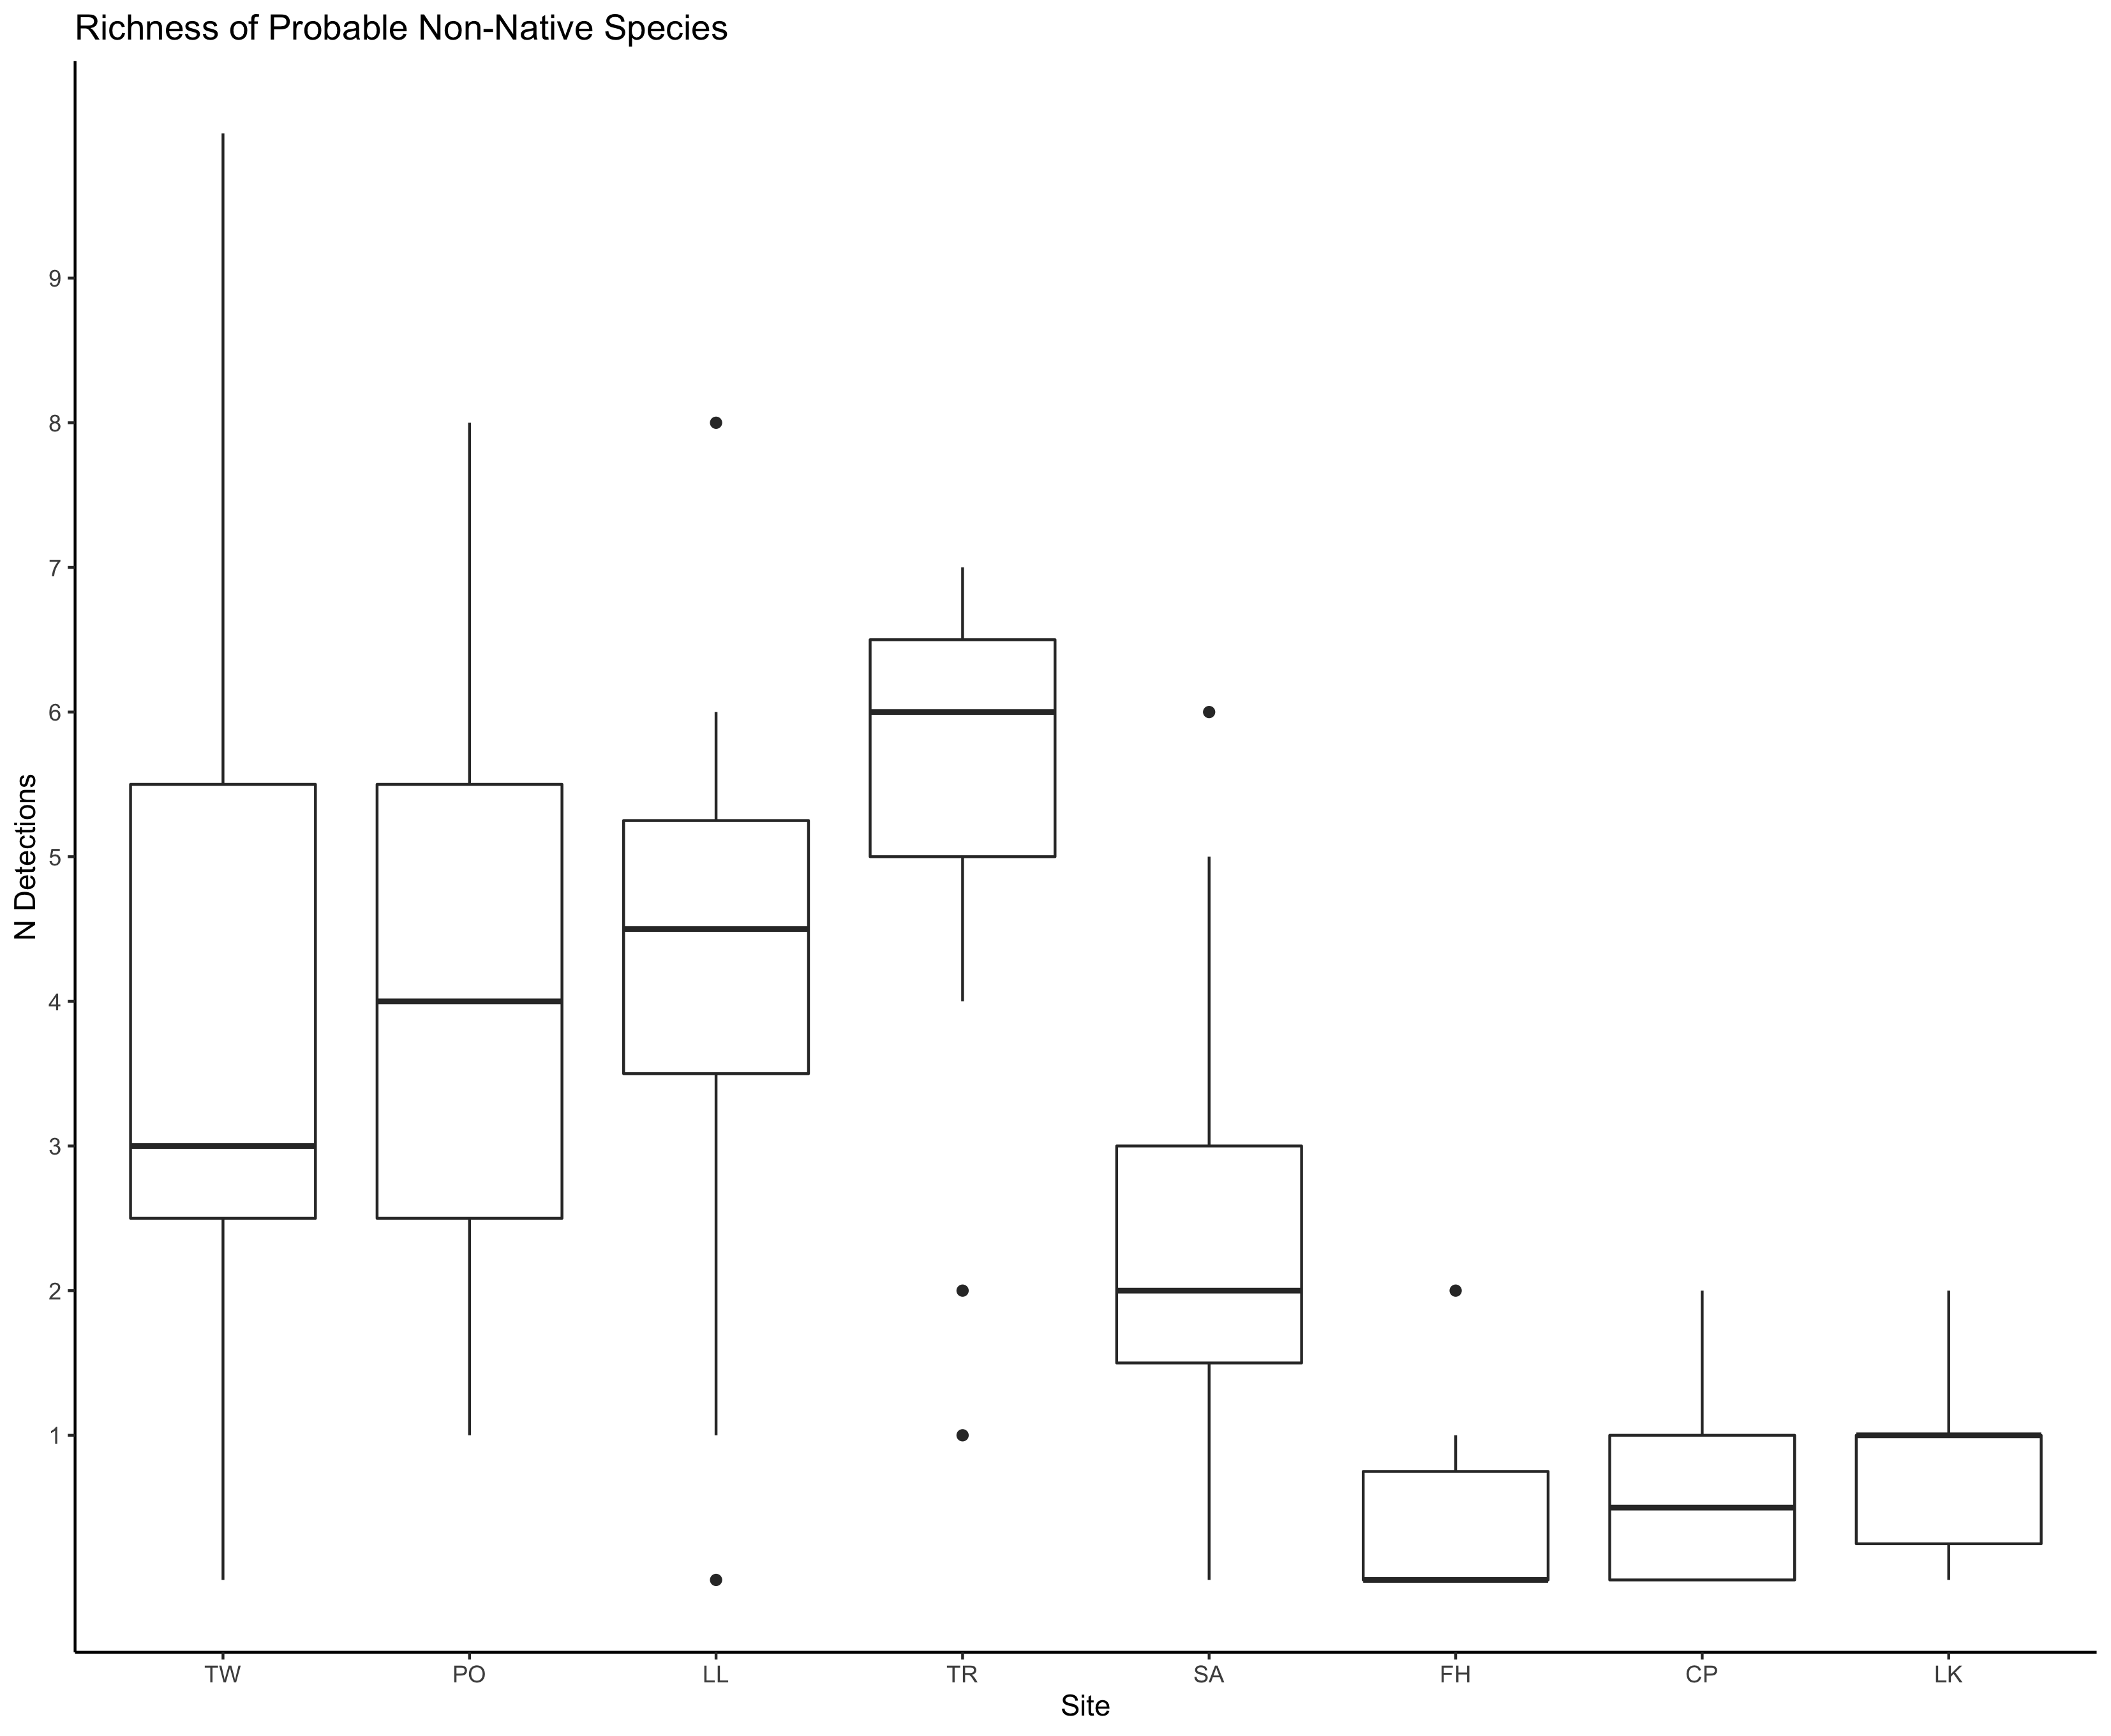 Richness of Probable Non-Native Species
N Detections
9
8
7
6
5
4
3
2
1
TW PO LL TR SA FH CP LK
Site